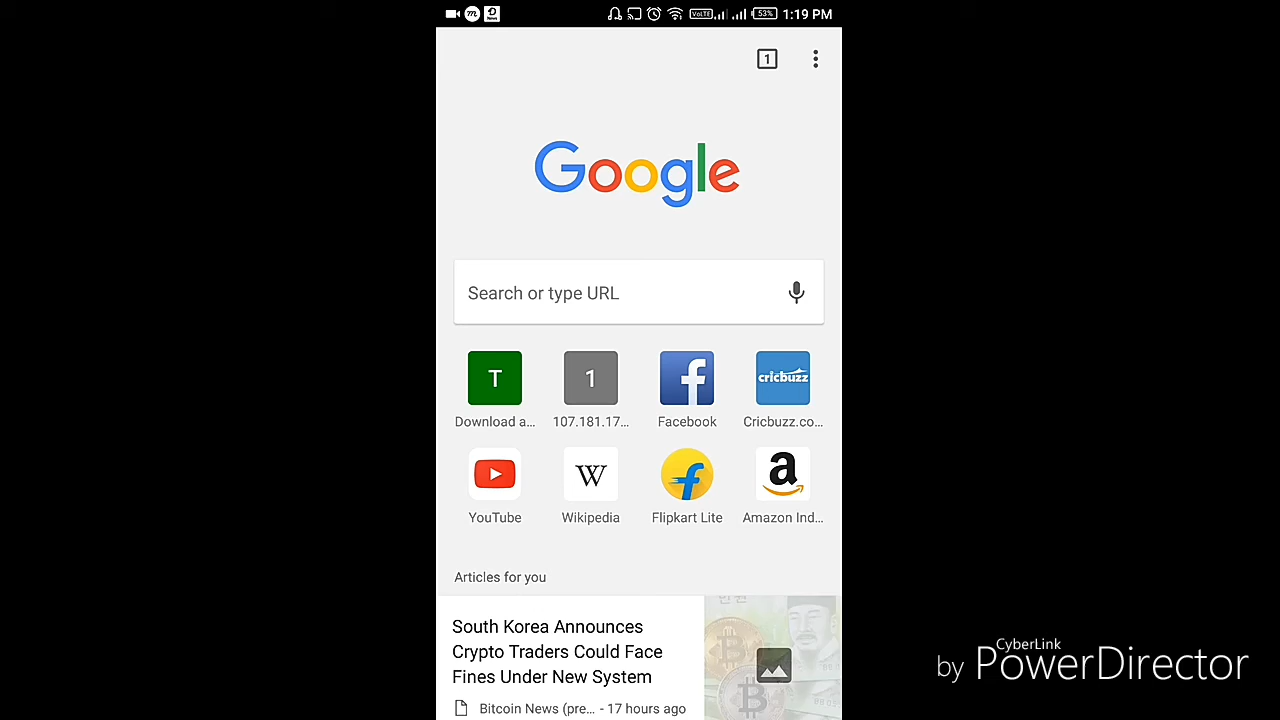 VoLTE 53% 1:19 PM
1
Google
Search or type URL
T 1 f cricbuzz
Download a... 107.181.17... Facebook Cricbuzz.co...
W f a
YouTube Wikipedia Flipkart Lite Amazon Ind...
Articles for you
South Korea Announces
Crypto Traders Could Face
Fines Under New System
Bitcoin News (pre... - 17 hours ago
CyberLink
by PowerDirector